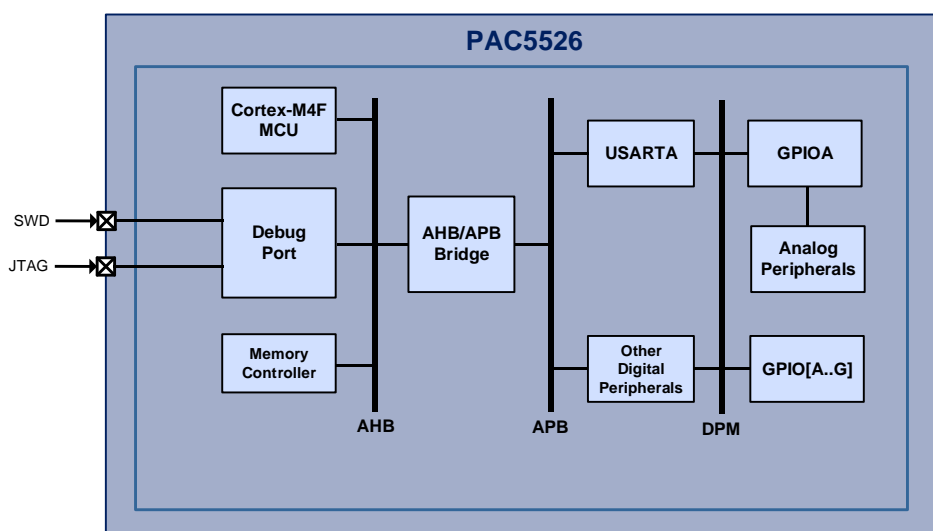 PAC5526
Cortex-M4F
MCU
USARTA
GPIOA
SWD
JTAG
Debug
Port
AHB/APB
Bridge
Analog
Peripherals
Memory
Controller
Other
Digital
Peripherals
GPIO[A..G]
AHB
APB
DPM